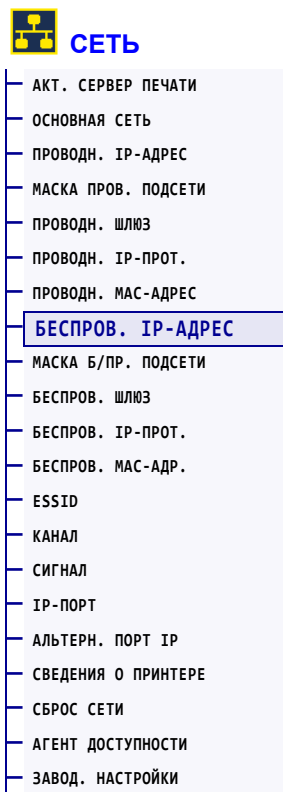 СЕТЬ
АКТ. СЕРВЕР ПЕЧАТИ
ОСНОВНАЯ СЕТЬ
ПРОВОДН. IP-АДРЕС
МАСКА ПРОВ. ПОДСЕТИ
ПРОВОДН. ШЛЮЗ
ПРОВОДН. IP-ПРОТ.
ПРОВОДН. MAC-АДРЕС
БЕСПРОВ. IP-АДРЕС
МАСКА Б/ПР. ПОДСЕТИ
БЕСПРОВ. ШЛЮЗ
БЕСПРОВ. IP-ПРОТ.
БЕСПРОВ. MAC-АДР.
ESSID
КАНАЛ
СИГНАЛ
IP-ПОРТ
АЛЬТЕРН. ПОРТ IP
СВЕДЕНИЯ О ПРИНТЕРЕ
СБРОС СЕТИ
АГЕНТ ДОСТУПНОСТИ
ЗАВОД. НАСТРОЙКИ